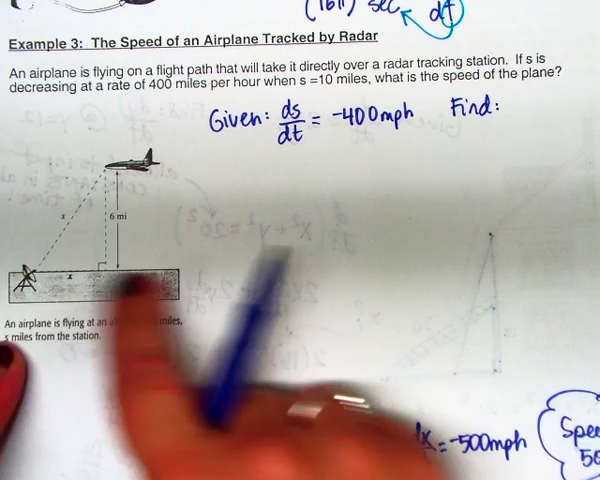 (16π) sec
dt
Example 3: The Speed of an Airplane Tracked by Radar
An airplane is flying on a flight path that will take it directly over a radar tracking station. If s is
decreasing at a rate of 400 miles per hour when s =10 miles, what is the speed of the plane?
Given: ds/dt = -400mph Find:
s
6 mi
x
An airplane is flying at an miles,
s miles from the station.
dx = -500mph